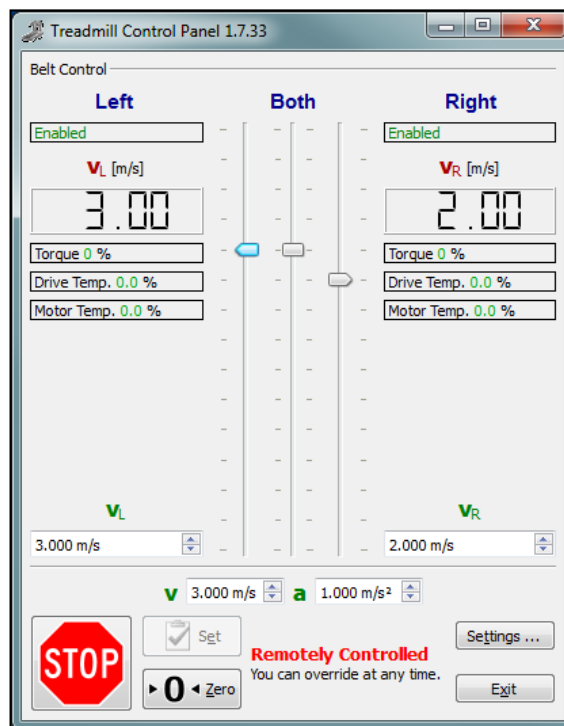 Treadmill Control Panel 1.7.33
Belt Control
Left Both Right
Enabled Enabled
vL [m/s] vR [m/s]
3.00 2.00
Torque 0 % Torque 0 %
Drive Temp. 0.0 % Drive Temp. 0.0 %
Motor Temp. 0.0 % Motor Temp. 0.0 %
vL vR
3.000 m/s 2.000 m/s
v 3.000 m/s a 1.000 m/s²
STOP Set Settings ...
Remotely Controlled
You can override at any time.
0 Zero Exit